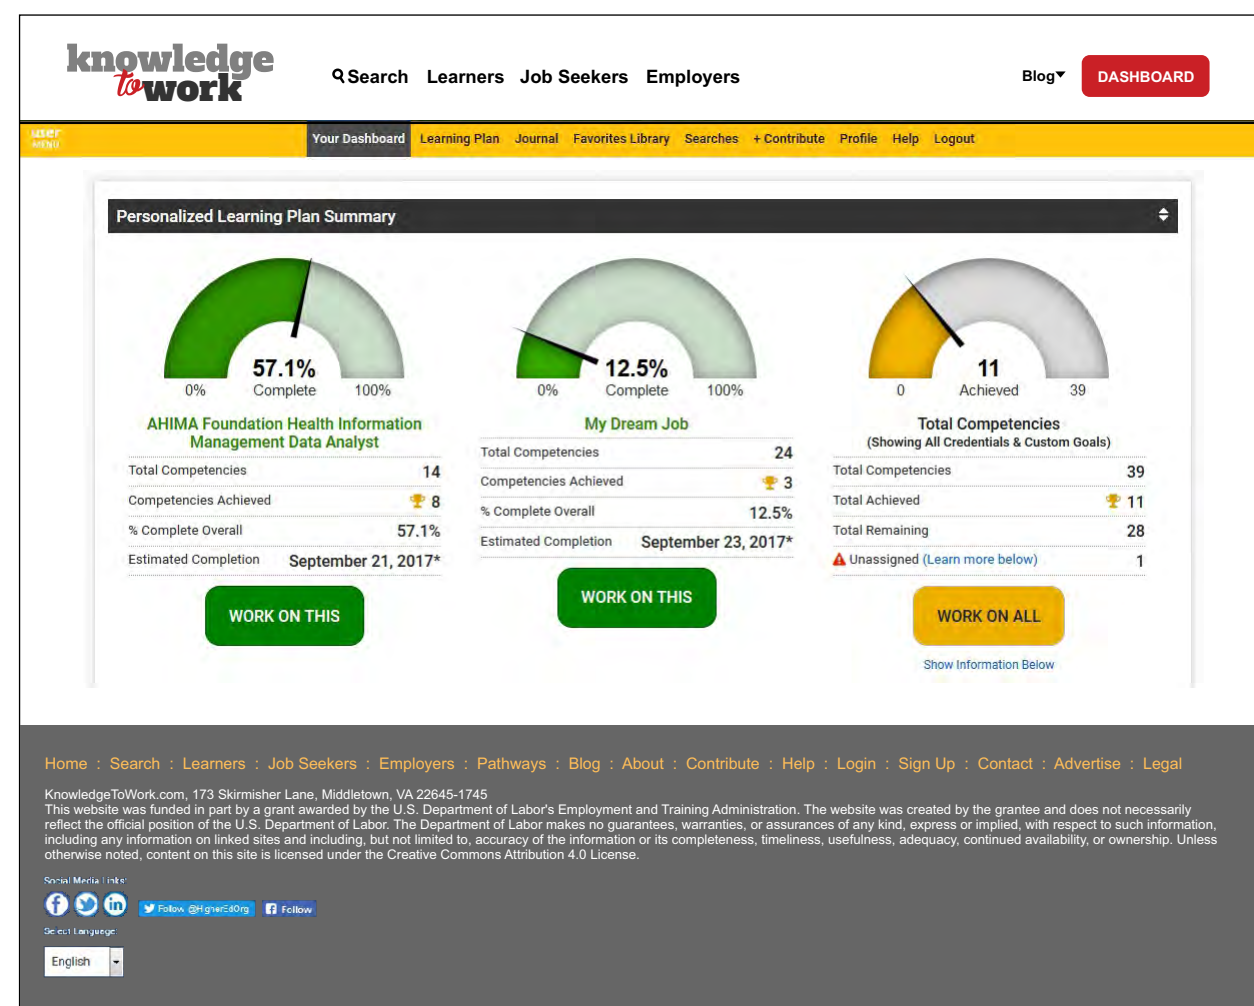 knowledge
to work
Search Learners Job Seekers Employers Blog DASHBOARD
user
MENU
Your Dashboard Learning Plan Journal Favorites Library Searches + Contribute Profile Help Logout
Personalized Learning Plan Summary
57.1%
0% Complete 100%
AHIMA Foundation Health Information
Management Data Analyst
Total Competencies 14
Competencies Achieved 8
% Complete Overall 57.1%
Estimated Completion September 21, 2017*
WORK ON THIS
12.5%
0% Complete 100%
My Dream Job
Total Competencies 24
Competencies Achieved 3
% Complete Overall 12.5%
Estimated Completion September 23, 2017*
WORK ON THIS
11
0 Achieved 39
Total Competencies
(Showing All Credentials & Custom Goals)
Total Competencies 39
Total Achieved 11
Total Remaining 28
Unassigned (Learn more below) 1
WORK ON ALL
Show Information Below
Home : Search : Learners : Job Seekers : Employers : Pathways : Blog : About : Contribute : Help : Login : Sign Up : Contact : Advertise : Legal
KnowledgeToWork.com, 173 Skirmisher Lane, Middletown, VA 22645-1745
This website was funded in part by a grant awarded by the U.S. Department of Labor's Employment and Training Administration. The website was created by the grantee and does not necessarily
reflect the official position of the U.S. Department of Labor. The Department of Labor makes no guarantees, warranties, or assurances of any kind, express or implied, with respect to such information,
including any information on linked sites and including, but not limited to, accuracy of the information or its completeness, timeliness, usefulness, adequacy, continued availability, or ownership. Unless
otherwise noted, content on this site is licensed under the Creative Commons Attribution 4.0 License.
Social Media Links:
Follow @HigherEdOrg Follow
Select Language:
English